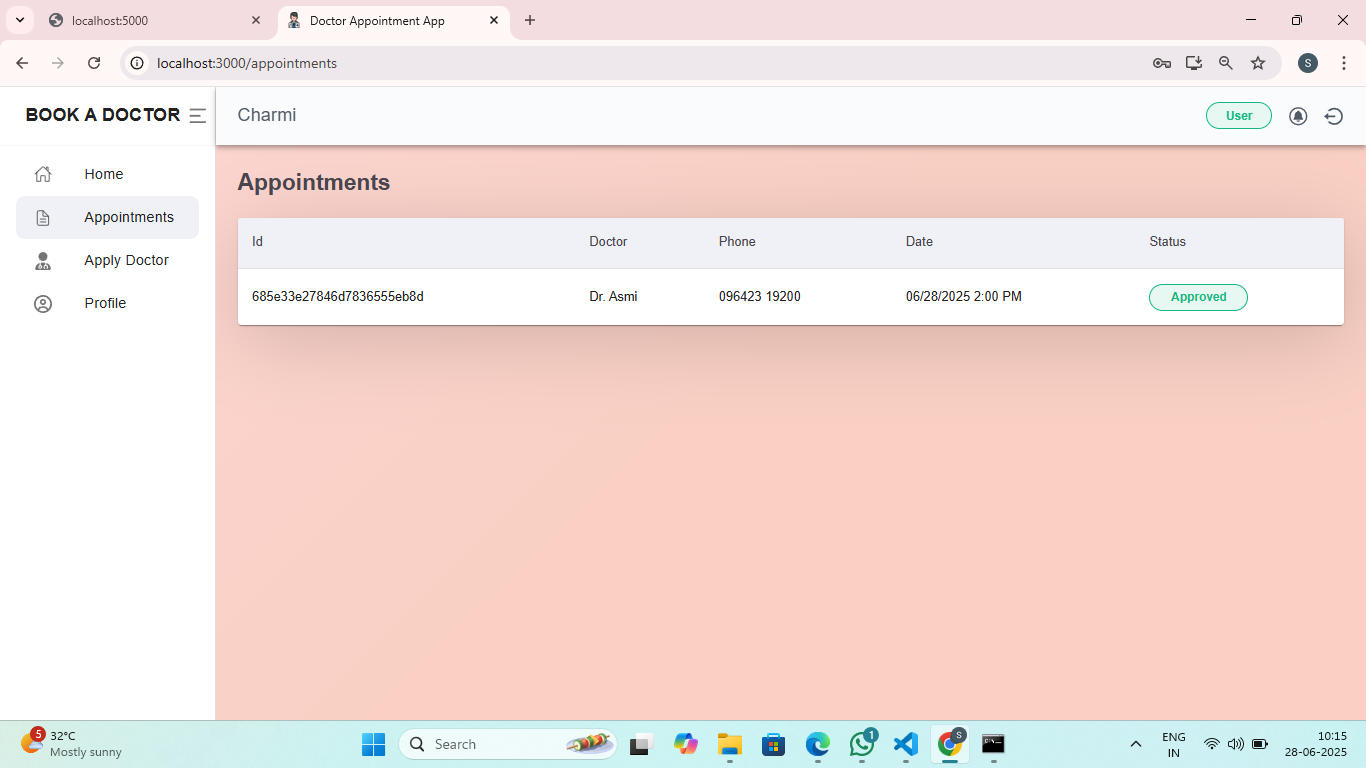 localhost:5000
Doctor Appointment App
localhost:3000/appointments
S
BOOK A DOCTOR
Charmi
User
Home
Appointments
Apply Doctor
Profile
Appointments
Id Doctor Phone Date Status
685e33e27846d7836555eb8d Dr. Asmi 096423 19200 06/28/2025 2:00 PM Approved
5
32°C
Mostly sunny
Search
1
S
ENG
IN
10:15
28-06-2025